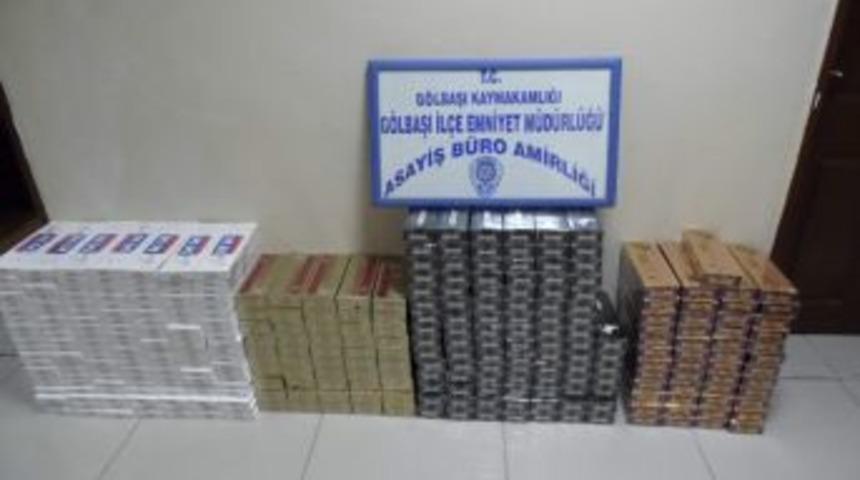 T.C.
GÖLBAŞI KAYMAKAMLIĞI
GÖLBAŞI İLÇE EMNİYET MÜDÜRLÜĞÜ
ASAYİŞ BÜRO AMİRLİĞİ